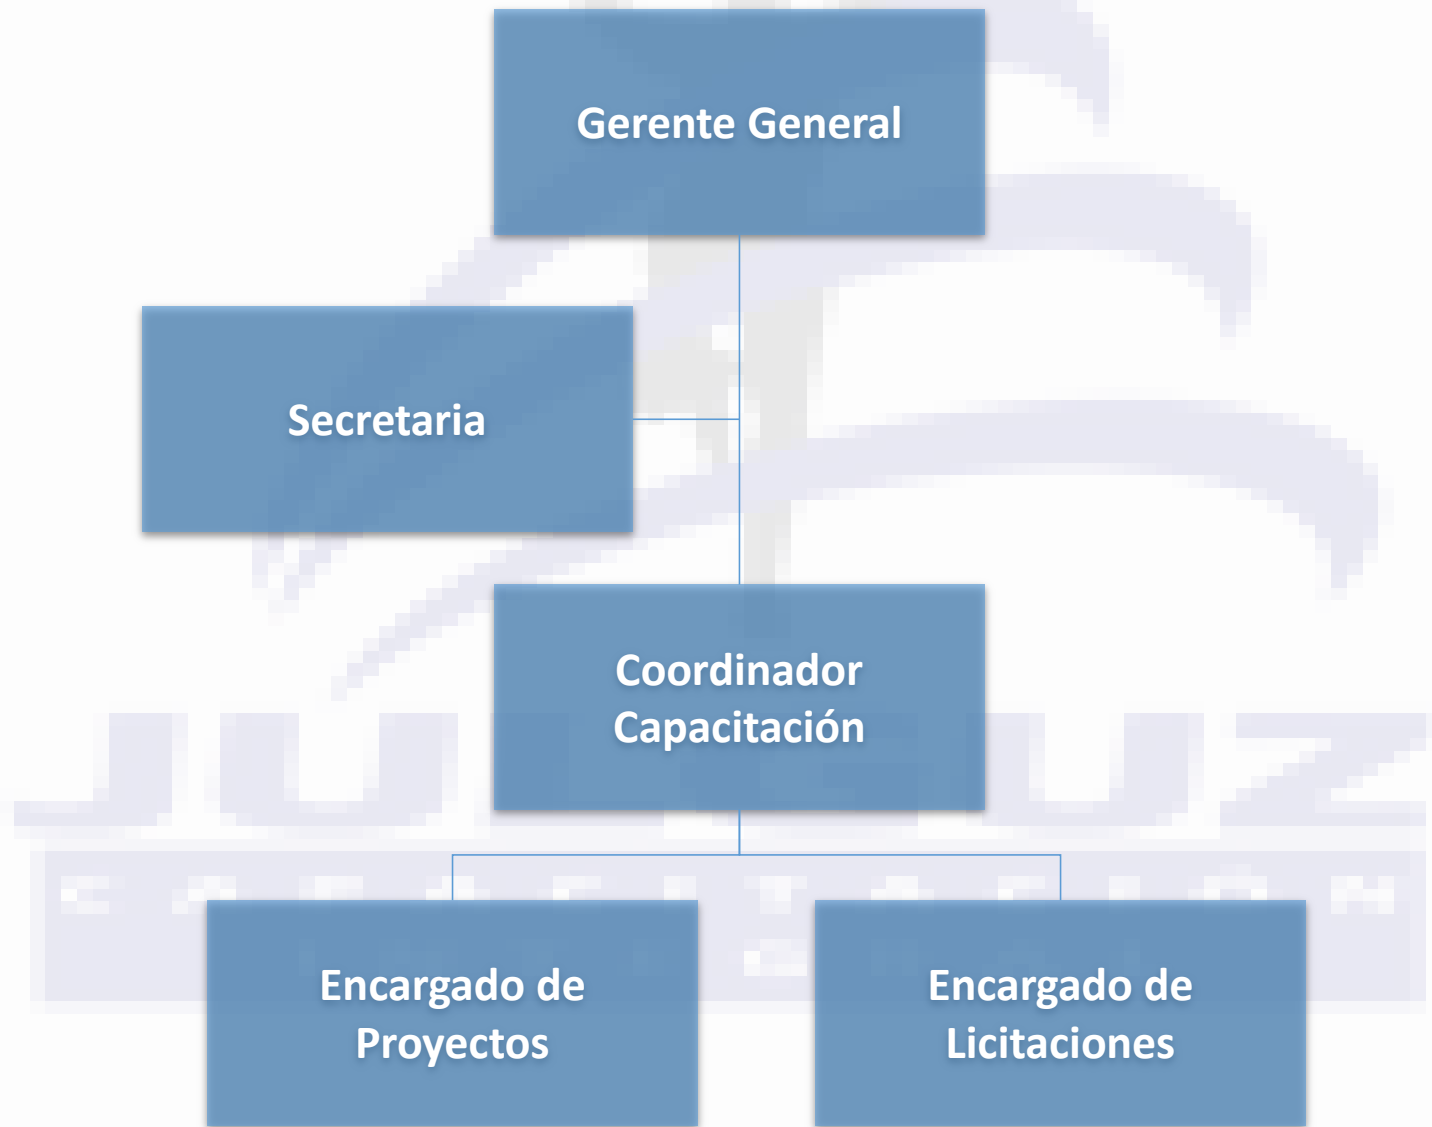 Gerente General
Secretaria
Coordinador
Capacitación
Encargado de
Proyectos
Encargado de
Licitaciones